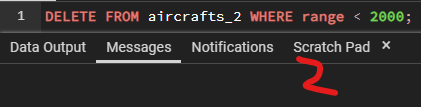 1 DELETE FROM aircrafts_2 WHERE range < 2000;
Data Output Messages Notifications Scratch Pad ×
2